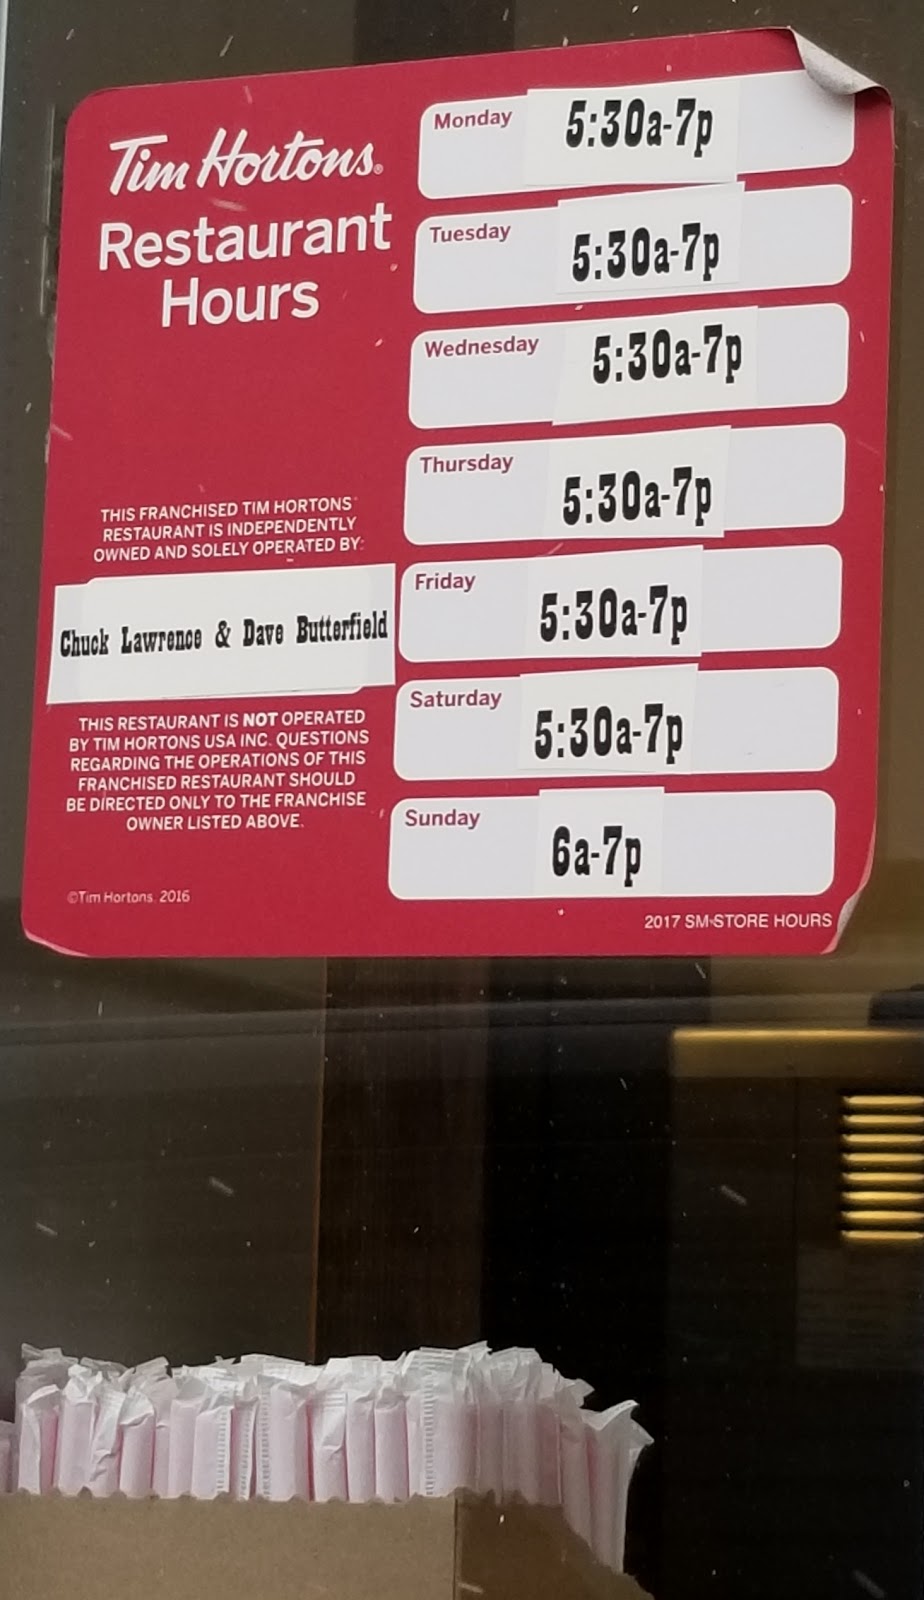 Tim Hortons®
Restaurant
Hours
THIS FRANCHISED TIM HORTONS®
RESTAURANT IS INDEPENDENTLY
OWNED AND SOLELY OPERATED BY:
Chuck Lawrence & Dave Butterfield
THIS RESTAURANT IS NOT OPERATED
BY TIM HORTONS USA INC. QUESTIONS
REGARDING THE OPERATIONS OF THIS
FRANCHISED RESTAURANT SHOULD
BE DIRECTED ONLY TO THE FRANCHISE
OWNER LISTED ABOVE.
©Tim Hortons, 2016
Monday 5:30a-7p
Tuesday 5:30a-7p
Wednesday 5:30a-7p
Thursday 5:30a-7p
Friday 5:30a-7p
Saturday 5:30a-7p
Sunday 6a-7p
2017 SM-STORE HOURS